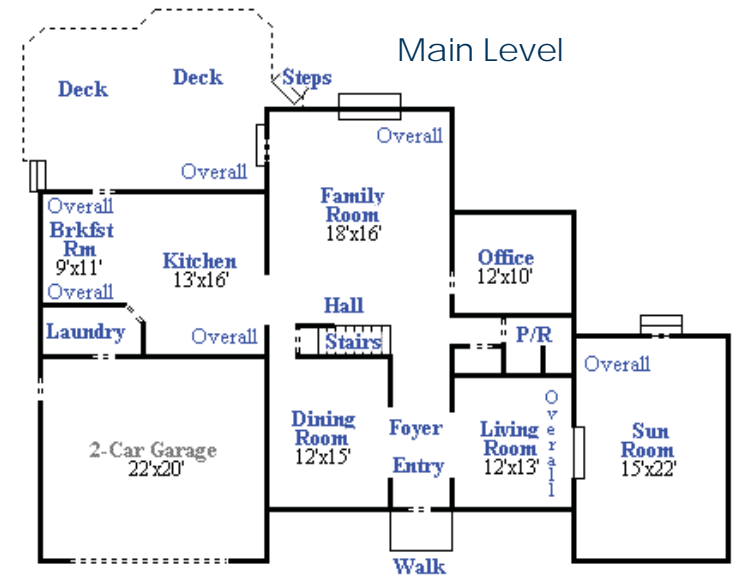 Main Level
Deck
Deck
Steps
Overall
Overall
Overall
Brkfst
Rm
9'x11'
Overall
Kitchen
13'x16'
Family
Room
18'x16'
Office
12'x10'
Hall
Laundry
Overall
Stairs
P/R
Overall
2-Car Garage
22'x20'
Dining
Room
12'x15'
Foyer
Entry
Living
Room
12'x13'
Overall
Sun
Room
15'x22'
Walk